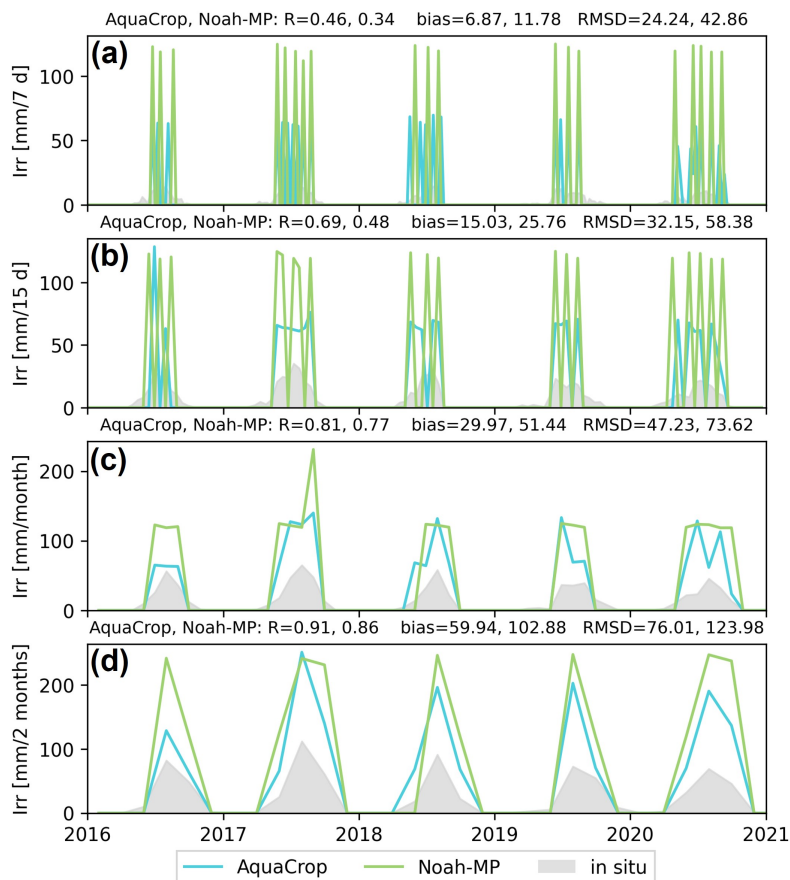 AquaCrop, Noah-MP: R=0.46, 0.34 bias=6.87, 11.78 RMSD=24.24, 42.86
(a)
Irr [mm/7 d]
100
50
0
AquaCrop, Noah-MP: R=0.69, 0.48 bias=15.03, 25.76 RMSD=32.15, 58.38
(b)
Irr [mm/15 d]
100
50
0
AquaCrop, Noah-MP: R=0.81, 0.77 bias=29.97, 51.44 RMSD=47.23, 73.62
(c)
Irr [mm/month]
200
100
0
AquaCrop, Noah-MP: R=0.91, 0.86 bias=59.94, 102.88 RMSD=76.01, 123.98
(d)
Irr [mm/2 months]
200
100
0
2016 2017 2018 2019 2020 2021
AquaCrop Noah-MP in situ